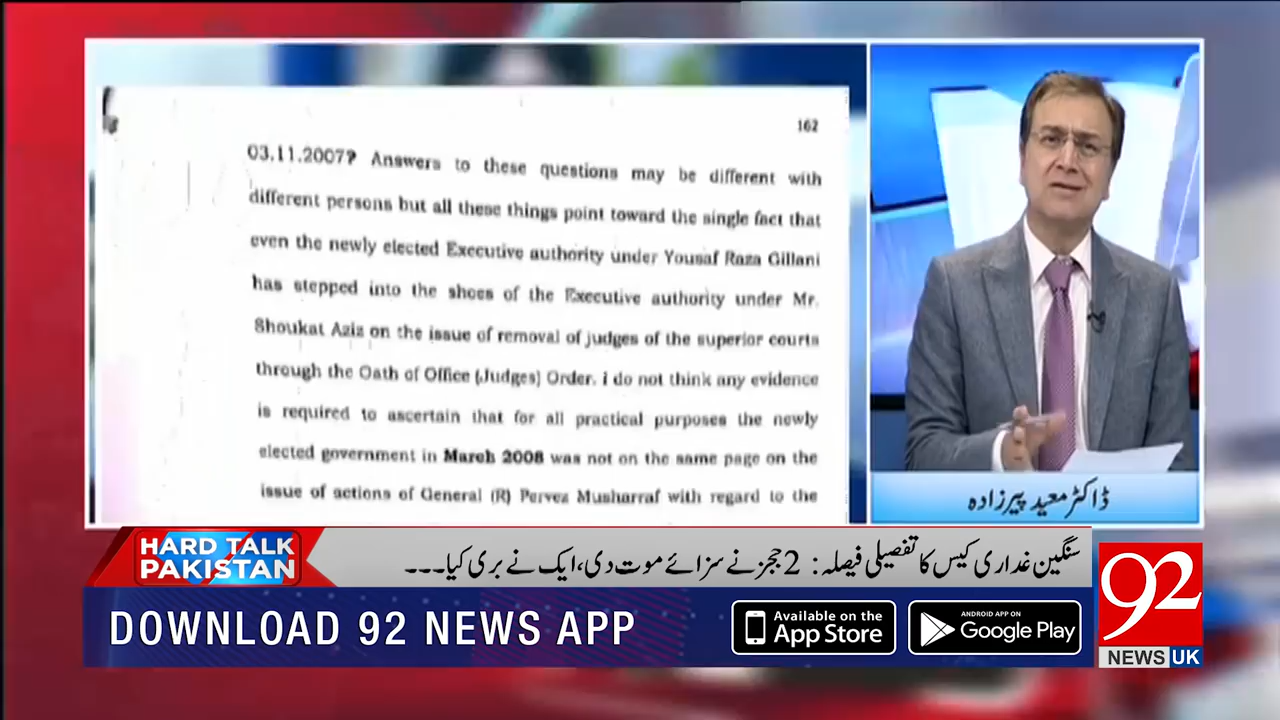 162
03.11.2007? Answers to these questions may be different with
different persons but all these things point toward the single fact that
even the newly elected Executive authority under Yousaf Raza Gillani
has stepped into the shoes of the Executive authority under Mr.
Shoukat Aziz on the issue of removal of judges of the superior courts
through the Oath of Office (Judges) Order. i do not think any evidence
is required to ascertain that for all practical purposes the newly
elected government in March 2008 was not on the same page on the
issue of actions of General (R) Pervez Musharraf with regard to the
ڈاکٹر معید پیرزادہ
HARD TALK
PAKISTAN
سنگین غداری کیس کا تفصیلی فیصلہ: 2 ججز نے سزائے موت دی، ایک نے بری کیا۔۔۔
DOWNLOAD 92 NEWS APP
Available on the
App Store
ANDROID APP ON
Google Play
92
NEWS UK